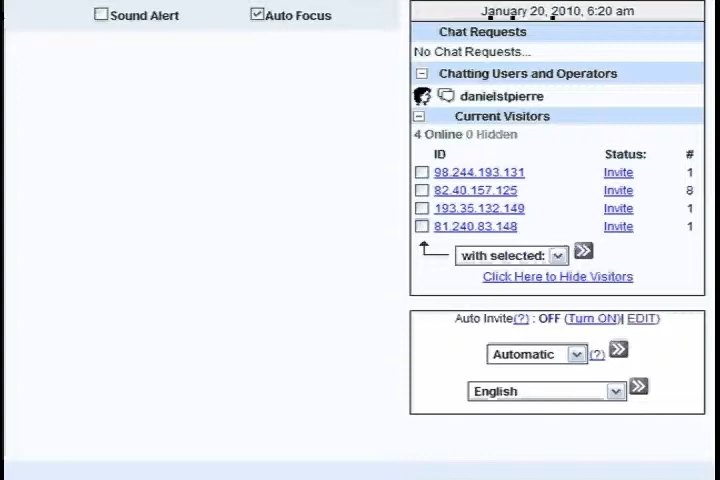 Sound Alert Auto Focus
January 20, 2010, 6:20 am
Chat Requests
No Chat Requests...
Chatting Users and Operators
danielstpierre
Current Visitors
4 Online 0 Hidden
ID Status: #
98.244.193.131 Invite 1
82.40.157.125 Invite 8
193.35.132.149 Invite 1
81.240.83.148 Invite 1
with selected:
Click Here to Hide Visitors
Auto Invite(?) : OFF (Turn ON)| EDIT)
Automatic (?)
English